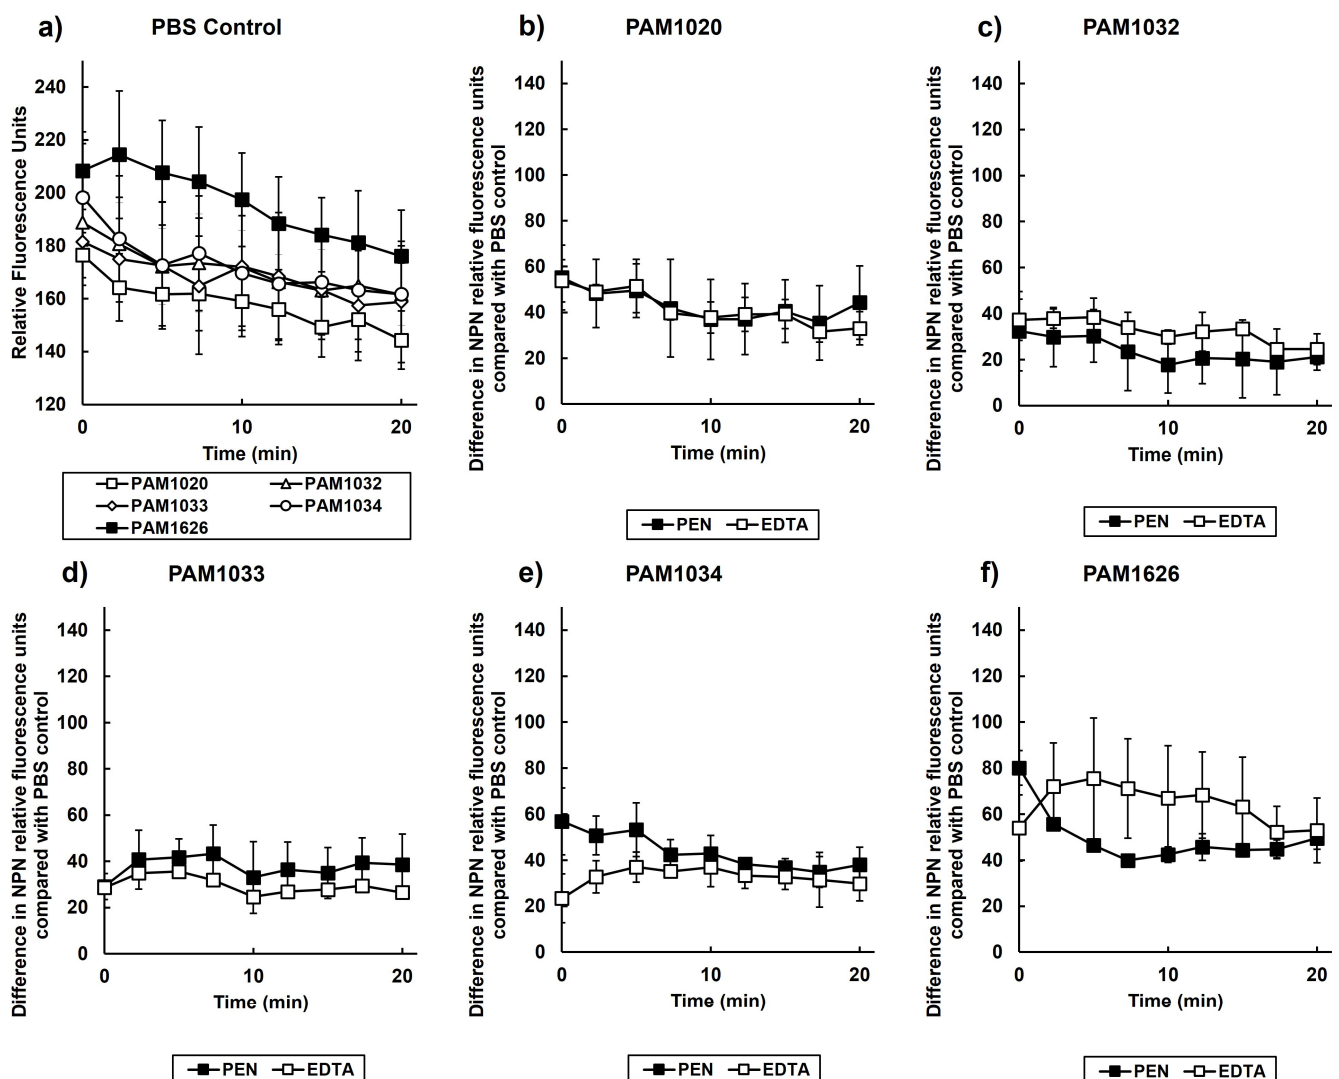 a) PBS Control
Relative Fluorescence Units
240
220
200
180
160
140
120
0 10 20
Time (min)
PAM1020 PAM1032
PAM1033 PAM1034
PAM1626
b) PAM1020
Difference in NPN relative fluorescence units
compared with PBS control
140
120
100
80
60
40
20
0
0 10 20
Time (min)
PEN EDTA
c) PAM1032
Difference in NPN relative fluorescence units
compared with PBS control
140
120
100
80
60
40
20
0
0 10 20
Time (min)
PEN EDTA
d) PAM1033
Difference in NPN relative fluorescence units
compared with PBS control
140
120
100
80
60
40
20
0
0 10 20
Time (min)
PEN EDTA
e) PAM1034
Difference in NPN relative fluorescence units
compared with PBS control
140
120
100
80
60
40
20
0
0 10 20
Time (min)
PEN EDTA
f) PAM1626
Difference in NPN relative fluorescence units
compared with PBS control
140
120
100
80
60
40
20
0
0 10 20
Time (min)
PEN EDTA